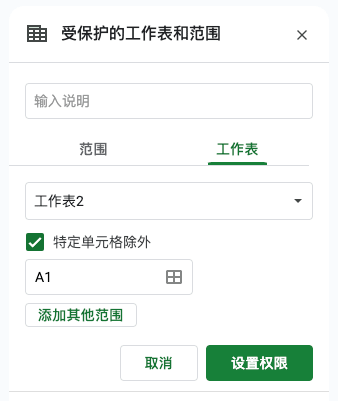 受保护的工作表和范围
输入说明
范围
工作表
工作表2
特定单元格除外
A1
添加其他范围
取消
设置权限